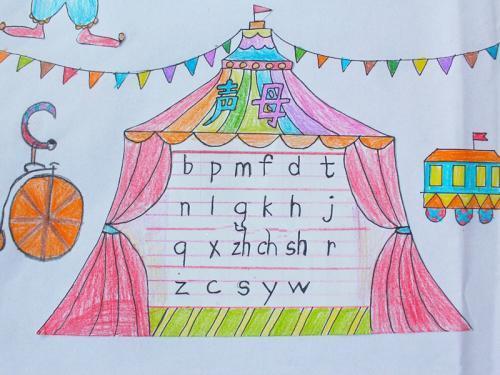 声母
b p m f d t
n l g k h j
q x zh ch sh r
z c s y w